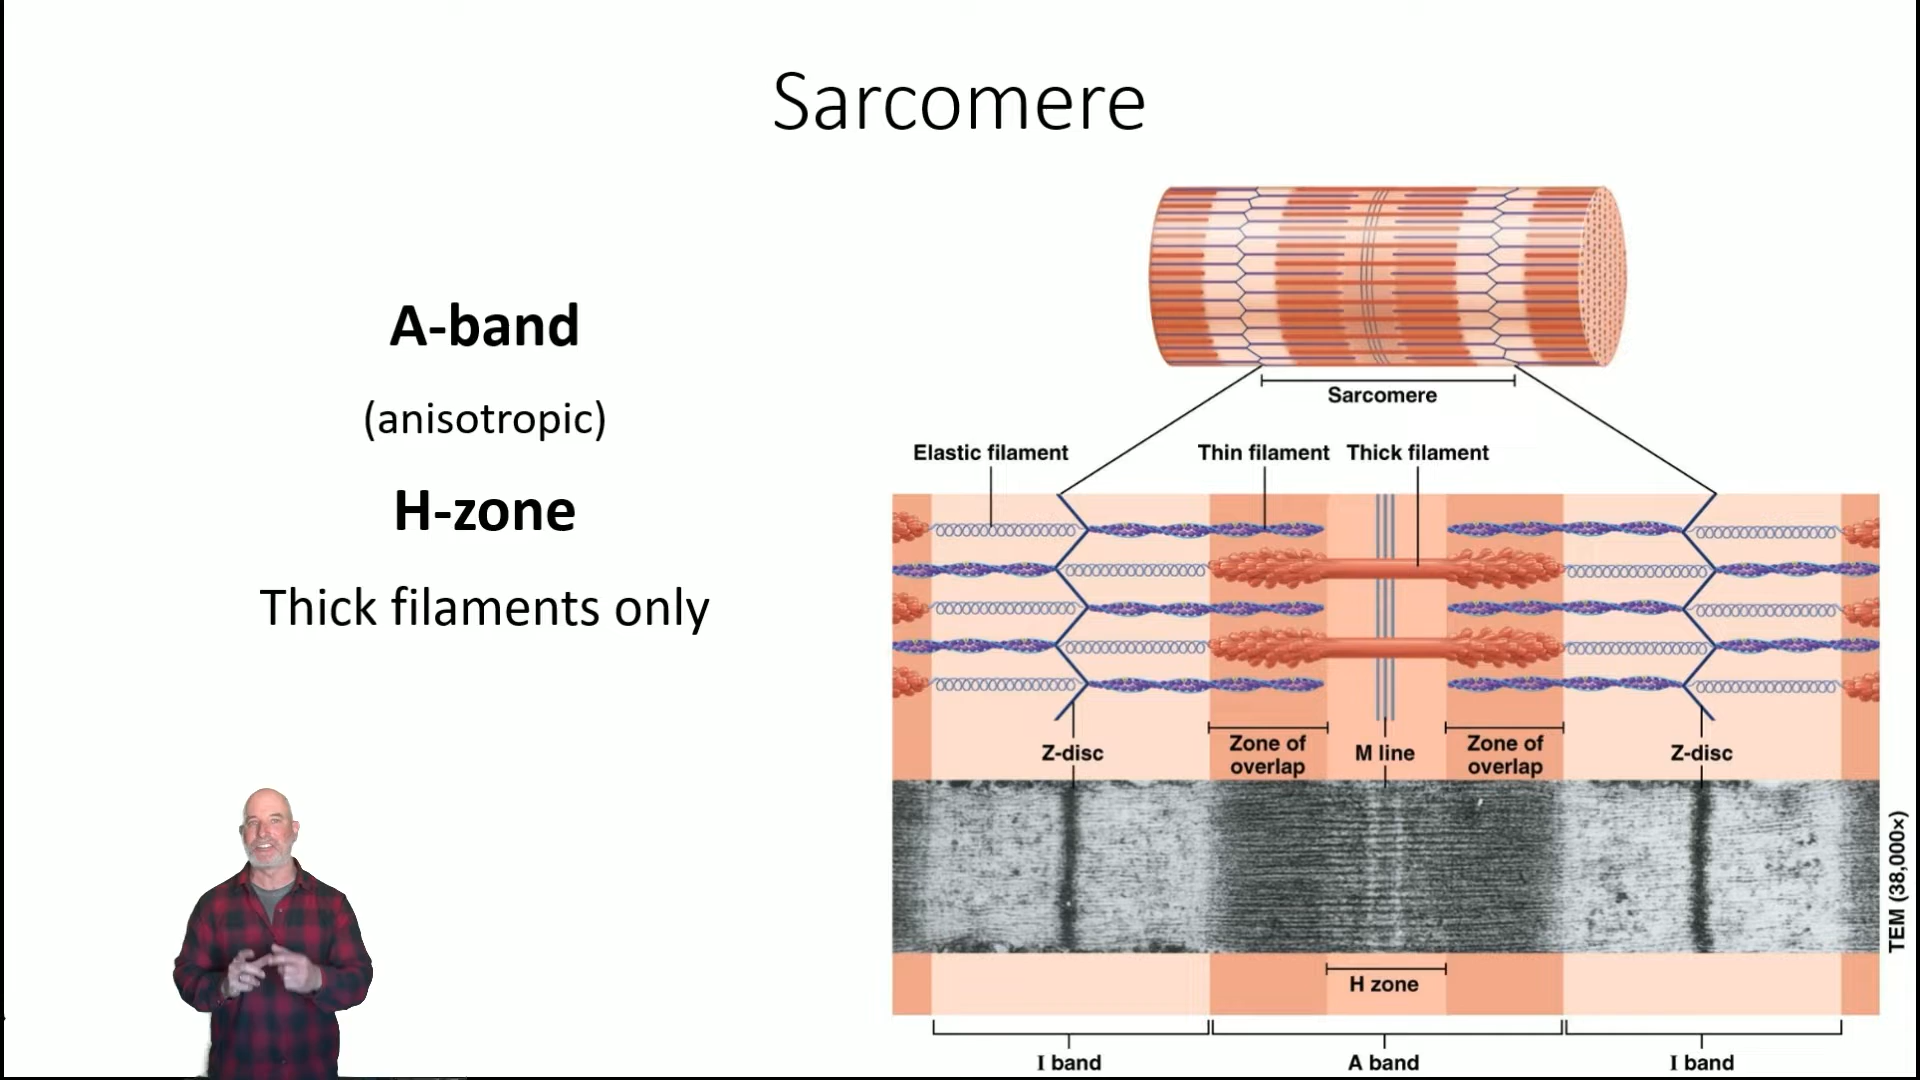 Sarcomere
A-band
(anisotropic)
H-zone
Thick filaments only
Sarcomere
Elastic filament
Thin filament
Thick filament
Z-disc
Zone of
overlap
M line
Zone of
overlap
Z-disc
TEM (38,000×)
H zone
I band
A band
I band